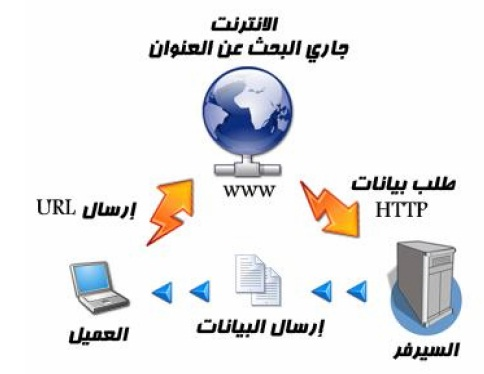 الانترنت
جاري البحث عن العنوان
www
طلب بيانات
HTTP
إرسال URL
إرسال البيانات
العميل
السيرفر